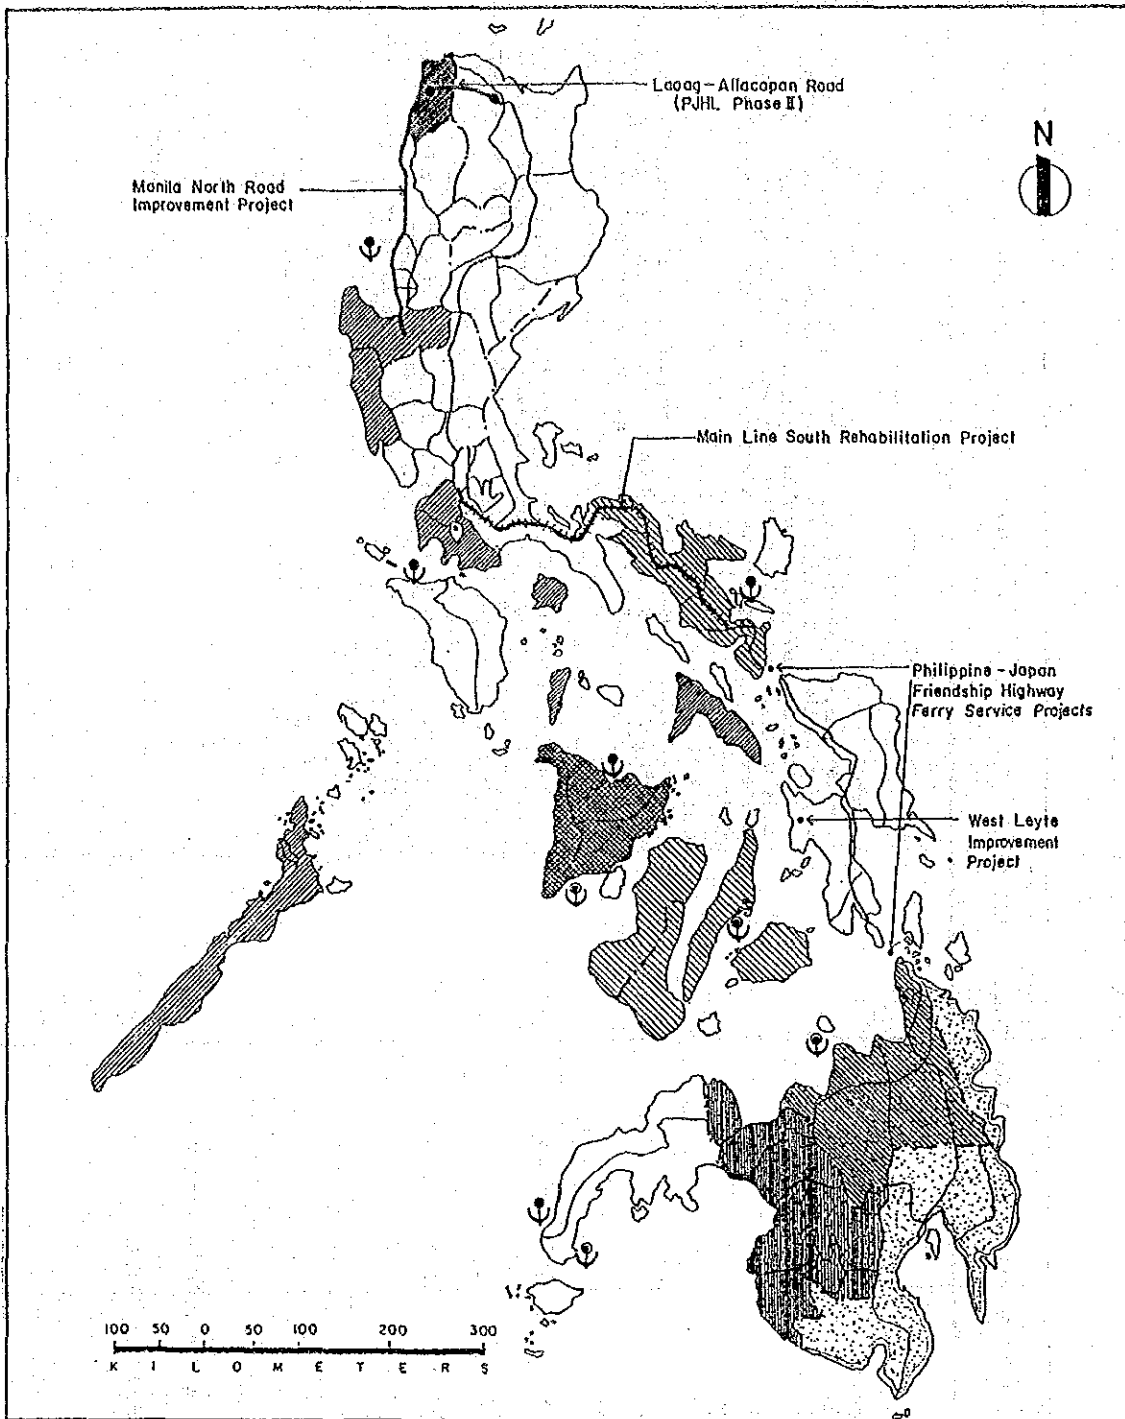 Laoag-Allacapan Road
(PJHL Phase II)
N
Manila North Road
Improvement Project
Main Line South Rehabilitation Project
Philippine-Japan
Friendship Highway
Ferry Service Projects
West Leyte
Improvement
Project
100 50 0 50 100 200 300
K I L O M E T E R S